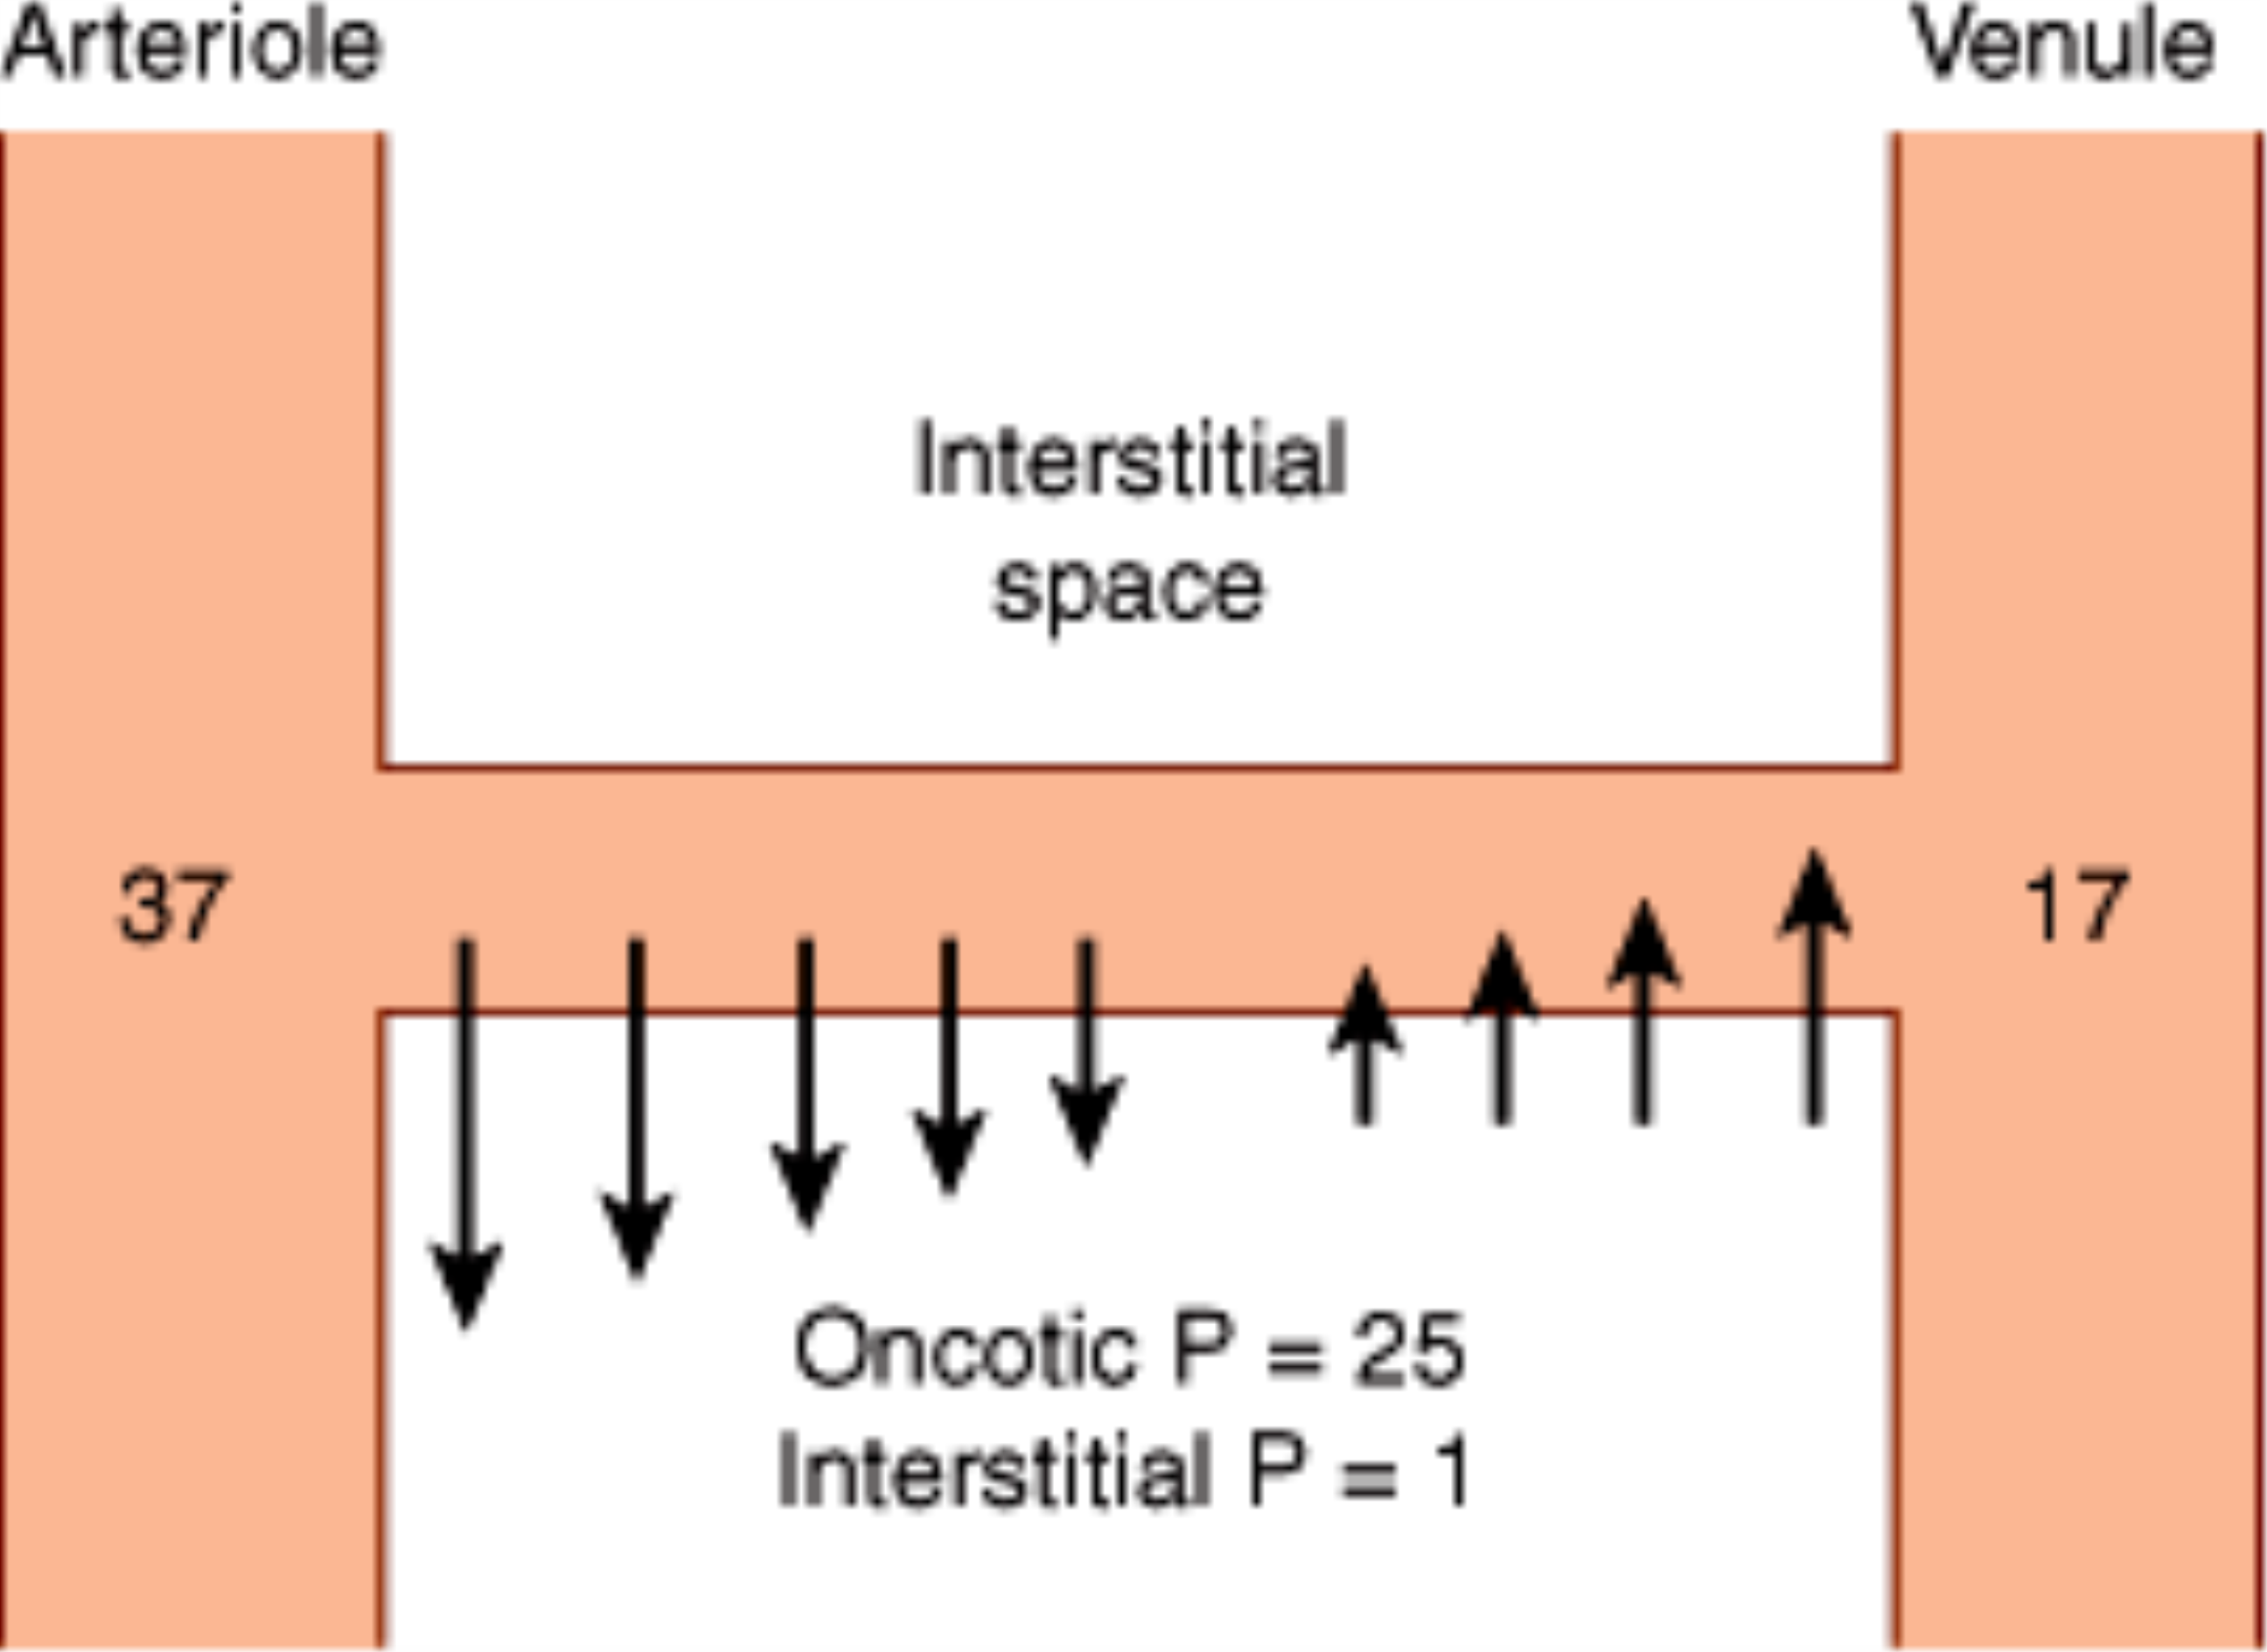 Arteriole
Venule
Interstitial
space
37
17
Oncotic P = 25
Interstitial P = 1